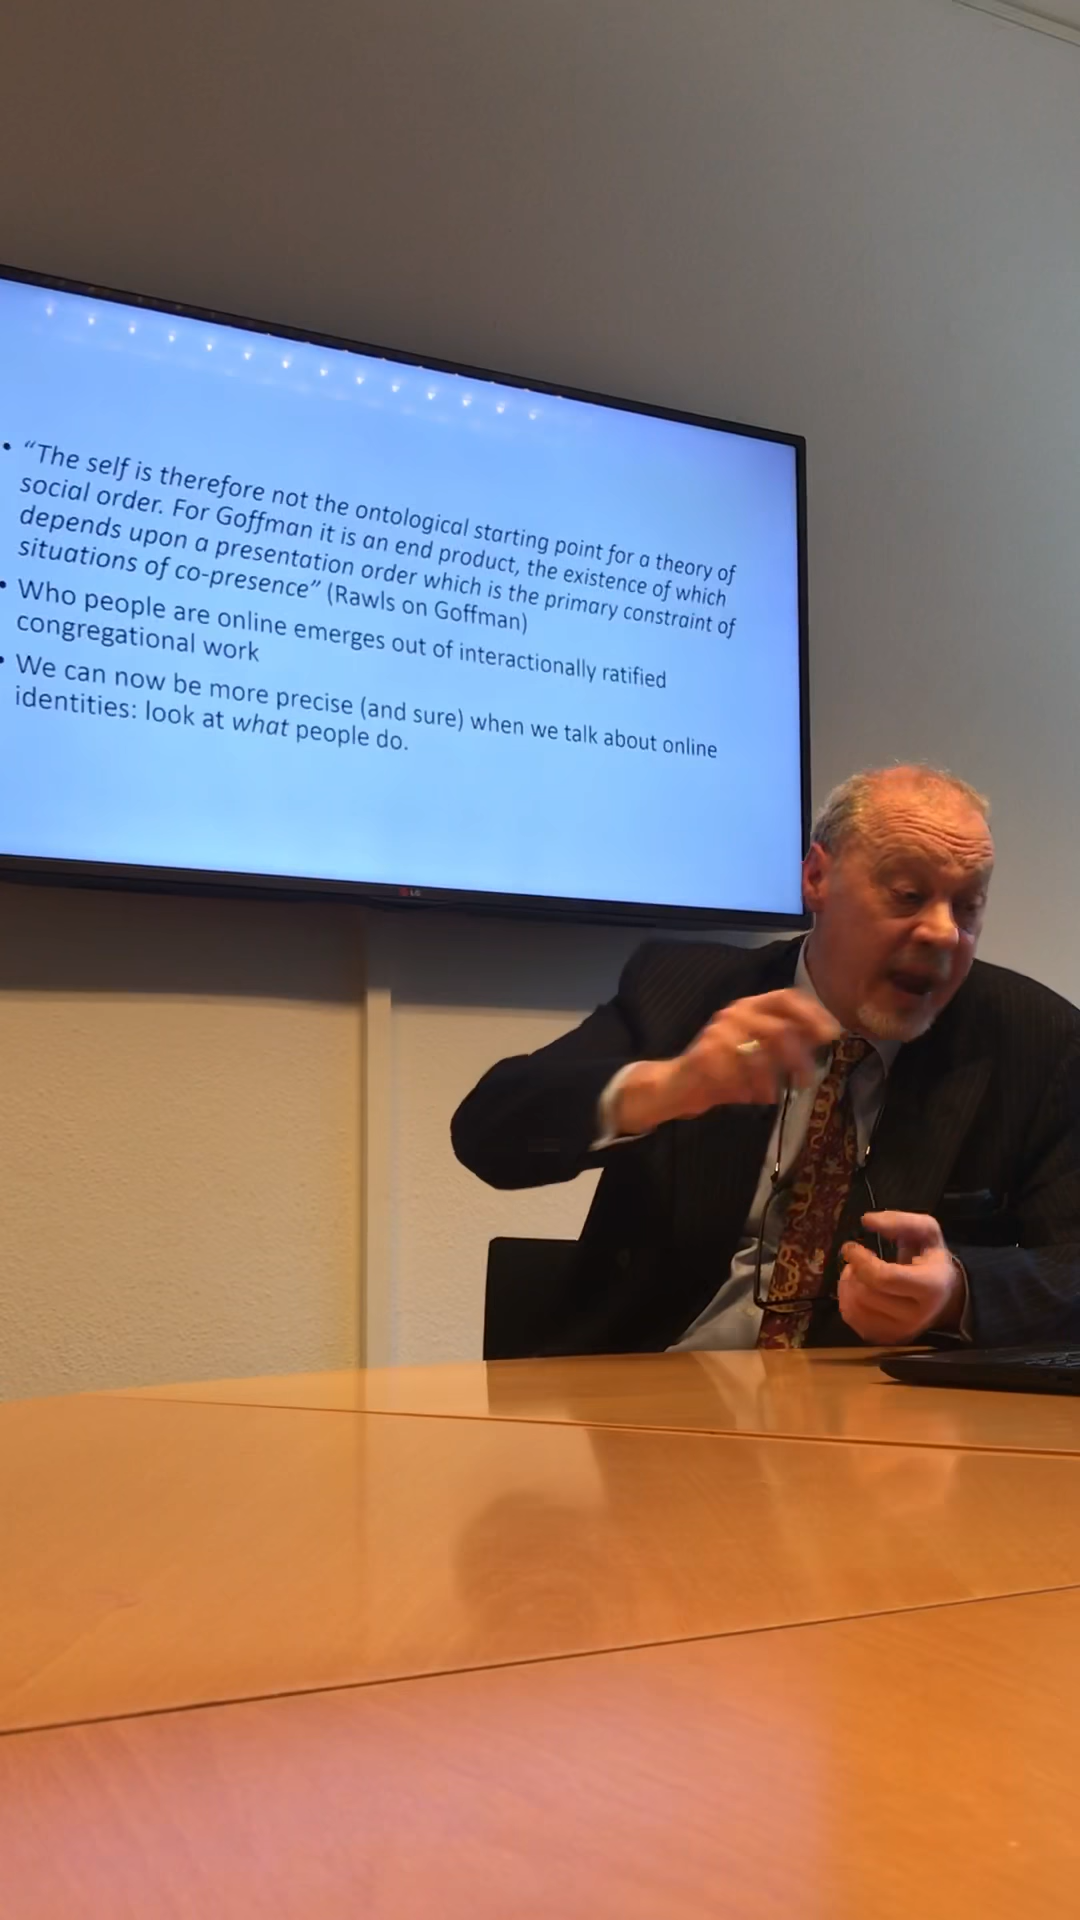 • “The self is therefore not the ontological starting point for a theory of
social order. For Goffman it is an end product, the existence of which
depends upon a presentation order which is the primary constraint of
situations of co-presence” (Rawls on Goffman)
• Who people are online emerges out of interactionally ratified
congregational work
• We can now be more precise (and sure) when we talk about online
identities: look at what people do.
LG